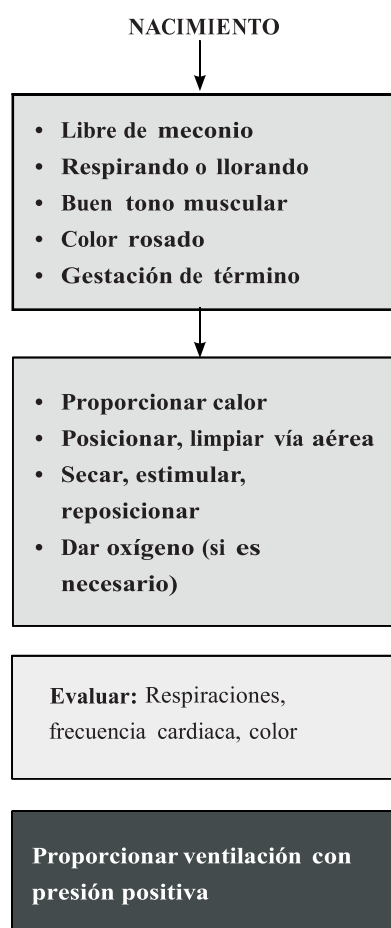 NACIMIENTO
• Libre de meconio
• Respirando o llorando
• Buen tono muscular
• Color rosado
• Gestación de término
• Proporcionar calor
• Posicionar, limpiar vía aérea
• Secar, estimular,
reposicionar
• Dar oxígeno (si es
necesario)
Evaluar: Respiraciones,
frecuencia cardiaca, color
Proporcionar ventilación con
presión positiva